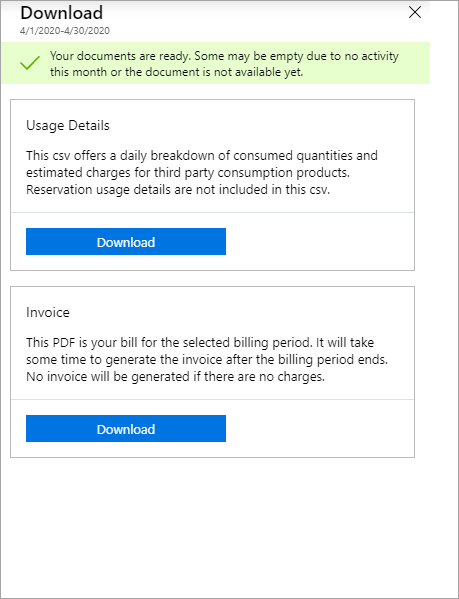 Download
4/1/2020-4/30/2020
Your documents are ready. Some may be empty due to no activity
this month or the document is not available yet.
Usage Details
This csv offers a daily breakdown of consumed quantities and
estimated charges for third party consumption products.
Reservation usage details are not included in this csv.
Download
Invoice
This PDF is your bill for the selected billing period. It will take
some time to generate the invoice after the billing period ends.
No invoice will be generated if there are no charges.
Download